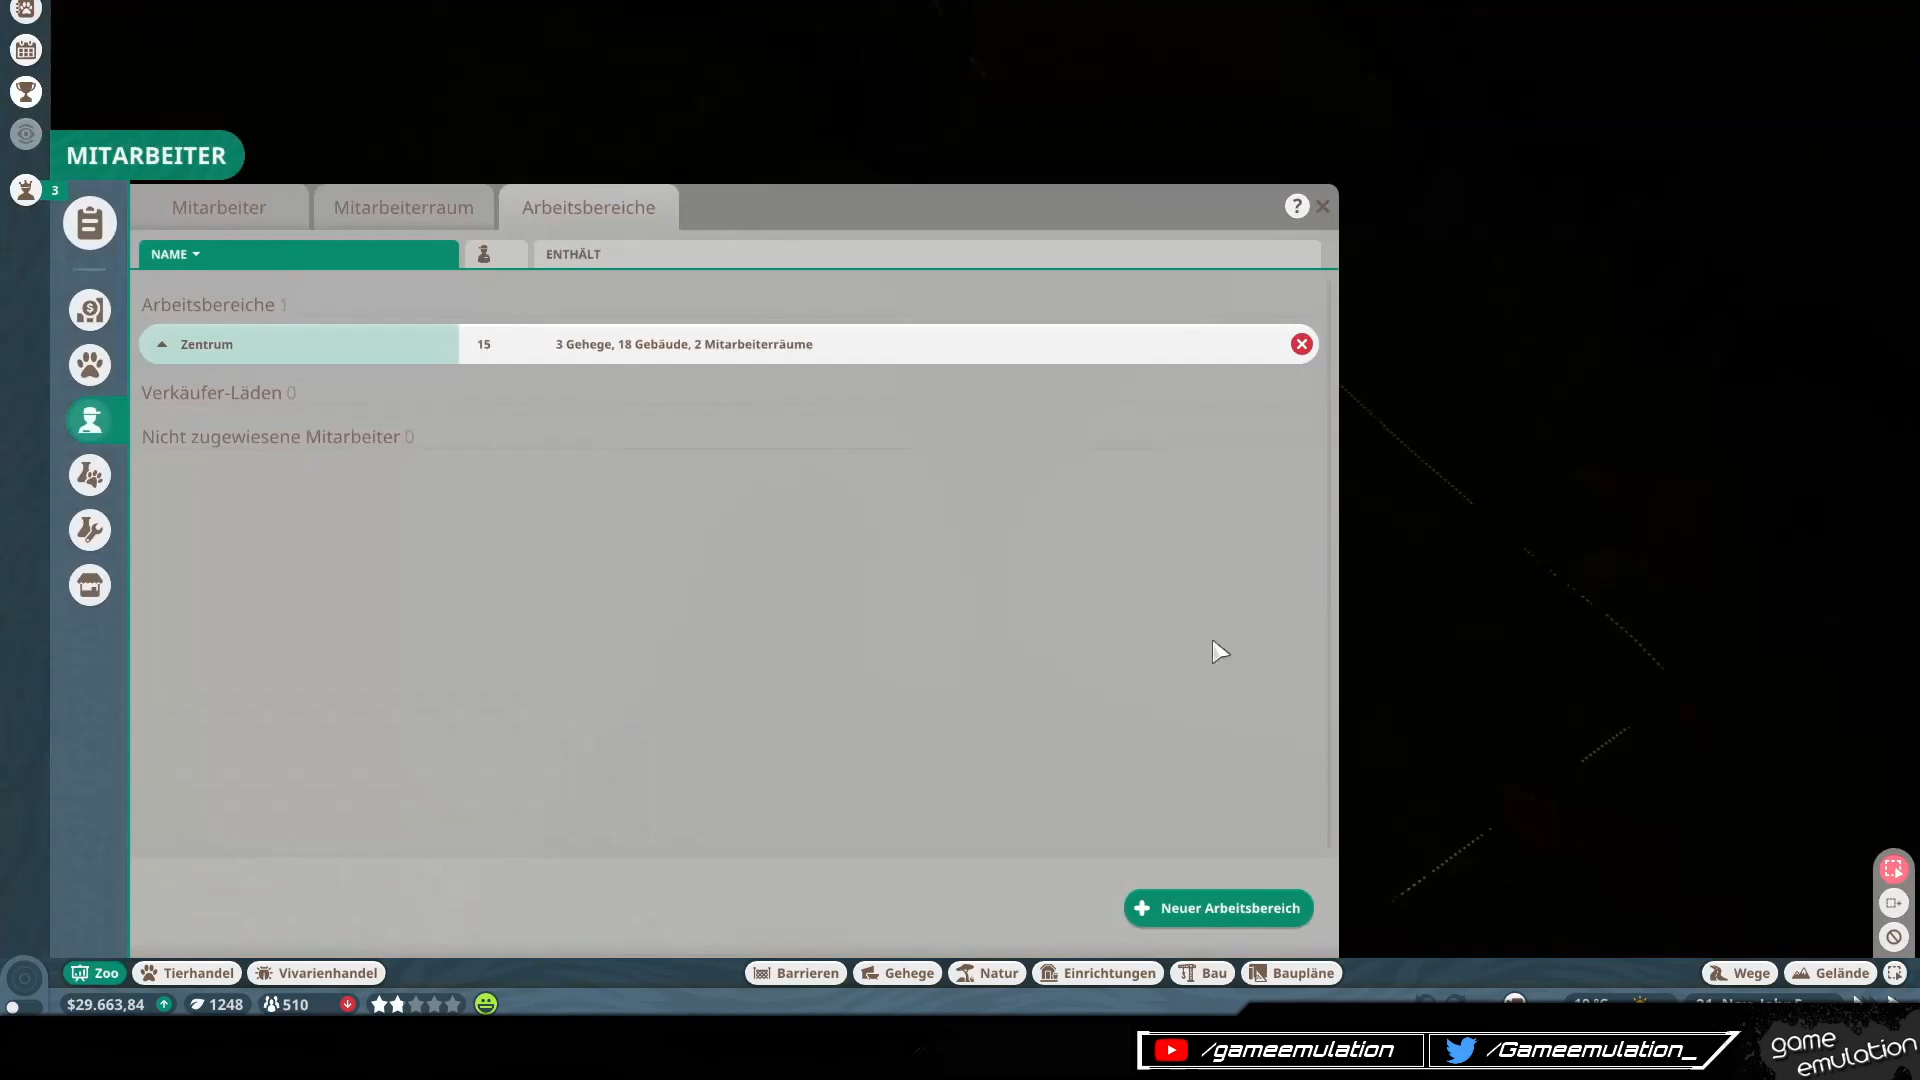 MITARBEITER
3
Mitarbeiter
Mitarbeiterraum
Arbeitsbereiche
?
NAME
ENTHÄLT
Arbeitsbereiche 1
Zentrum
15
3 Gehege, 18 Gebäude, 2 Mitarbeiterräume
Verkäufer-Läden 0
Nicht zugewiesene Mitarbeiter 0
Neuer Arbeitsbereich
Zoo
Tierhandel
Vivarienhandel
Barrieren
Gehege
Natur
Einrichtungen
Bau
Baupläne
Wege
Gelände
$29.663,84
1248
510
/gameemulation
/Gameemulation_
game
emulation